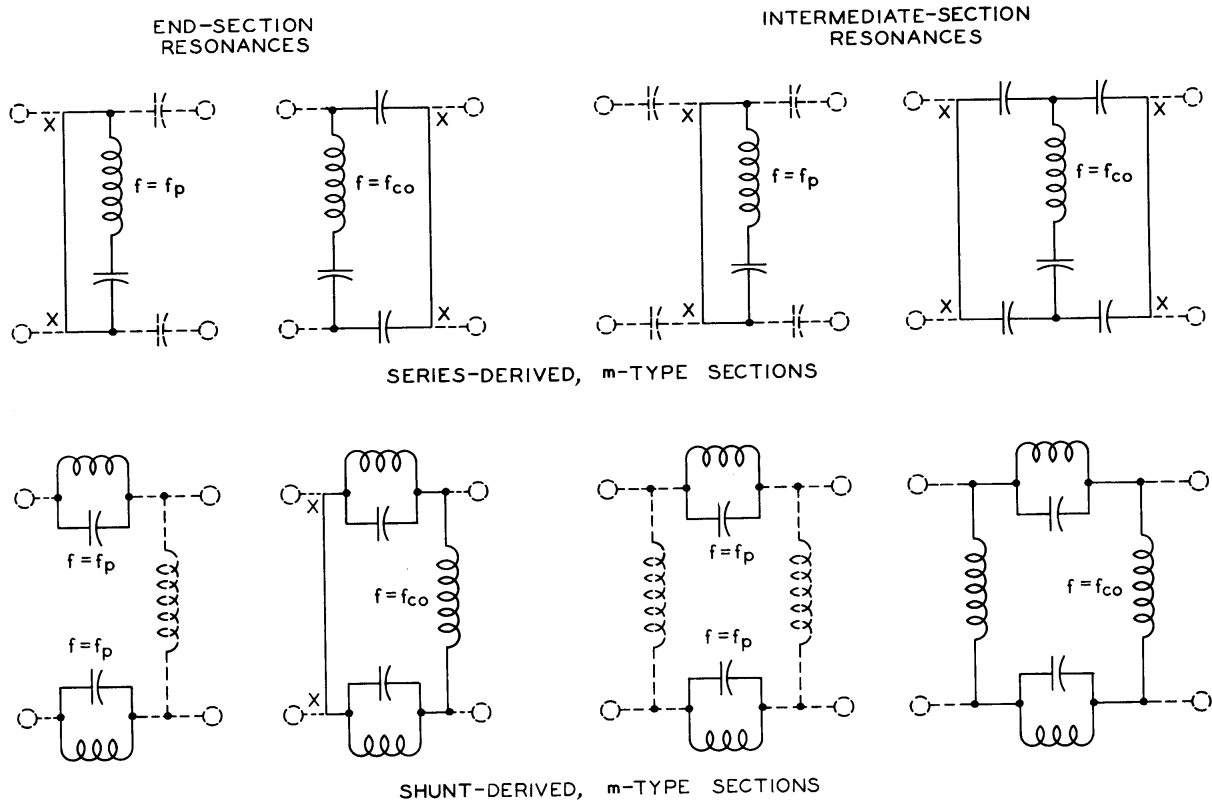 END-SECTION
RESONANCES
INTERMEDIATE-SECTION
RESONANCES
X
X
f = fp
X
X
f = fco
X
X
f = fp
X
X
X
X
f = fco
SERIES-DERIVED, m-TYPE SECTIONS
f = fp
f = fp
X
X
f = fco
f = fp
f = fp
f = fco
SHUNT-DERIVED, m-TYPE SECTIONS